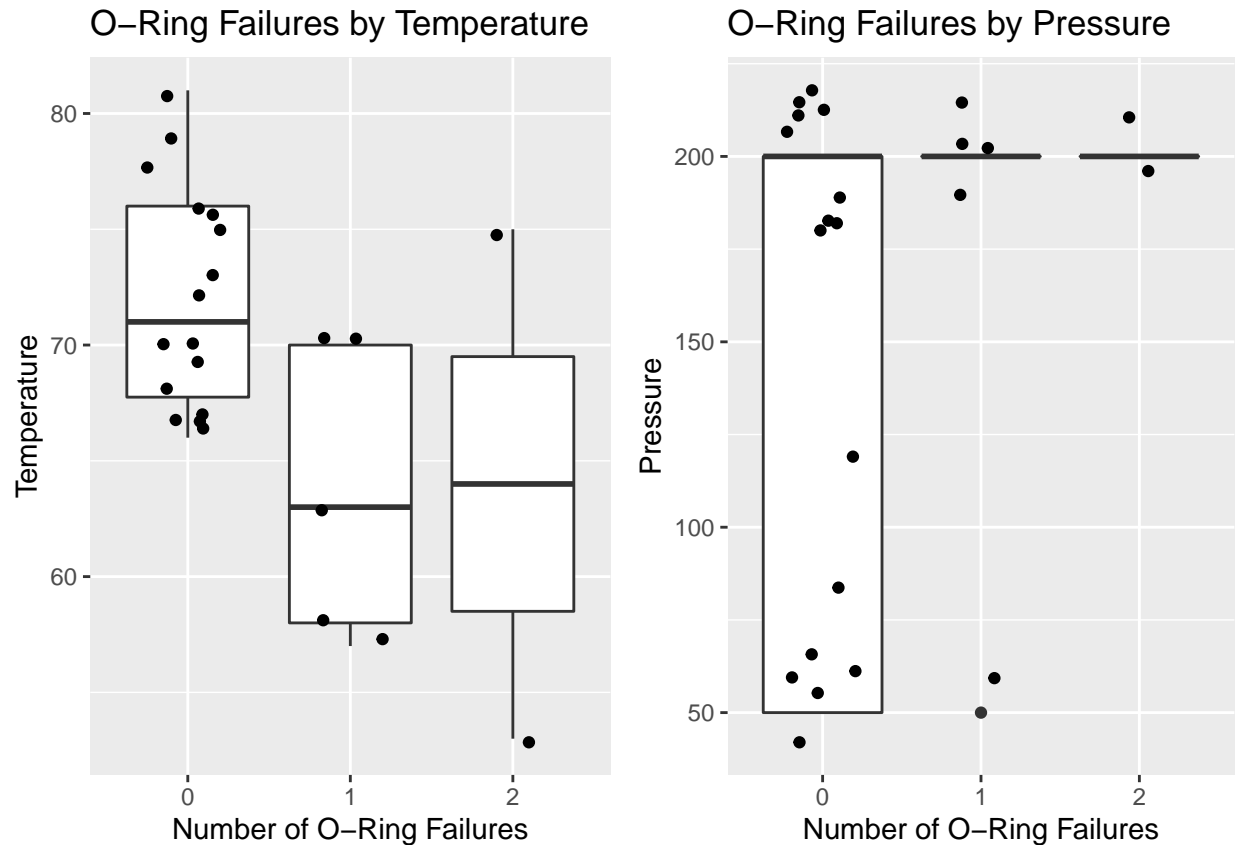 O−Ring Failures by Temperature
80
70
60
Temperature
0 1 2
Number of O−Ring Failures
O−Ring Failures by Pressure
200
150
100
50
Pressure
0 1 2
Number of O−Ring Failures